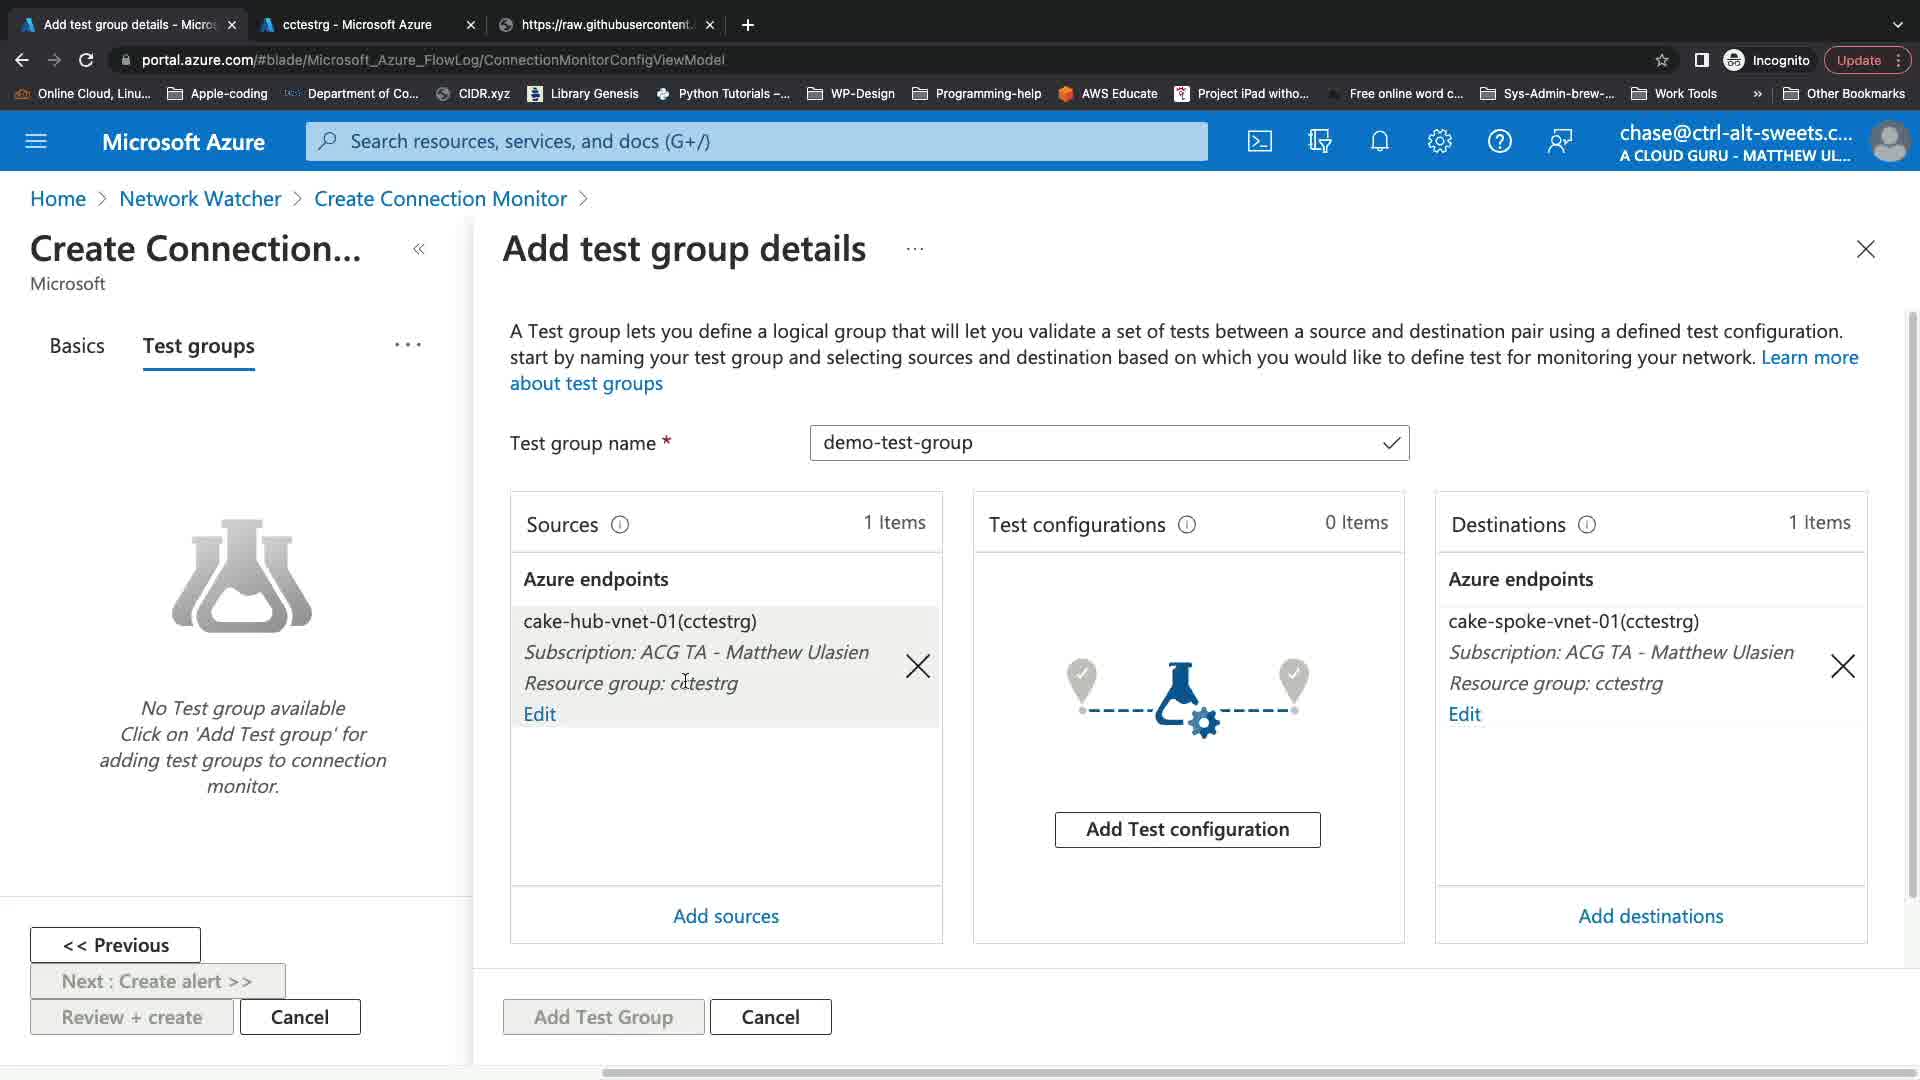 Add test group details - Micros
cctestrg - Microsoft Azure
https://raw.githubusercontent.
portal.azure.com/#blade/Microsoft_Azure_FlowLog/ConnectionMonitorConfigViewModel
Incognito
Update
Online Cloud, Linu...
Apple-coding
Department of Co...
CIDR.xyz
Library Genesis
Python Tutorials –...
WP-Design
Programming-help
AWS Educate
Project iPad witho...
Free online word c...
Sys-Admin-brew-...
Work Tools
»
Other Bookmarks
Microsoft Azure
Search resources, services, and docs (G+/)
chase@ctrl-alt-sweets.c...
A CLOUD GURU - MATTHEW UL...
Home > Network Watcher > Create Connection Monitor >
Create Connection...
Microsoft
Basics
Test groups
No Test group available
Click on 'Add Test group' for
adding test groups to connection
monitor.
<< Previous
Next : Create alert >>
Review + create
Cancel
Add test group details
A Test group lets you define a logical group that will let you validate a set of tests between a source and destination pair using a defined test configuration.
start by naming your test group and selecting sources and destination based on which you would like to define test for monitoring your network. Learn more
about test groups
Test group name *
demo-test-group
Sources
1 Items
Azure endpoints
cake-hub-vnet-01(cctestrg)
Subscription: ACG TA - Matthew Ulasien
Resource group: cctestrg
Edit
Add sources
Test configurations
0 Items
Add Test configuration
Destinations
1 Items
Azure endpoints
cake-spoke-vnet-01(cctestrg)
Subscription: ACG TA - Matthew Ulasien
Resource group: cctestrg
Edit
Add destinations
Add Test Group
Cancel